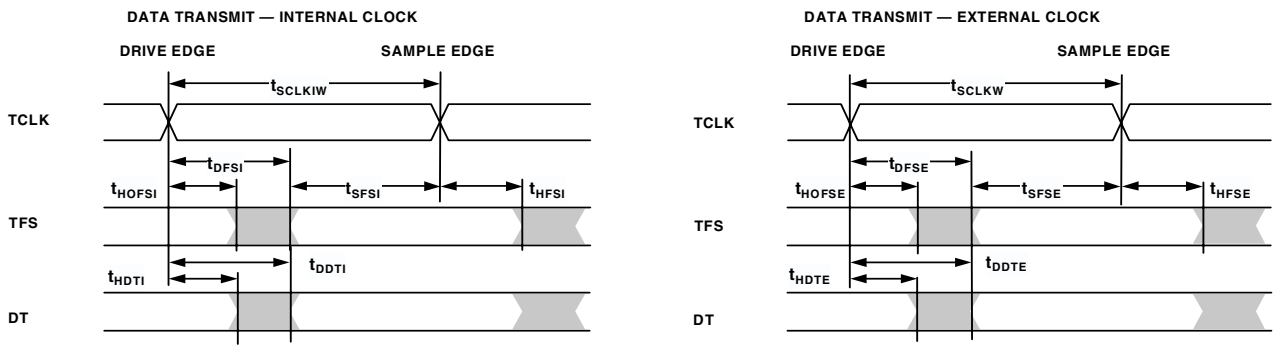 DATA TRANSMIT — INTERNAL CLOCK
DRIVE EDGE
SAMPLE EDGE
tSCLKIW
TCLK
tDFSI
tHOFSI
tSFSI
tHFSI
TFS
tDDTI
tHDTI
DT
DATA TRANSMIT — EXTERNAL CLOCK
DRIVE EDGE
SAMPLE EDGE
tSCLKW
TCLK
tDFSE
tHOFSE
tSFSE
tHFSE
TFS
tDDTE
tHDTE
DT